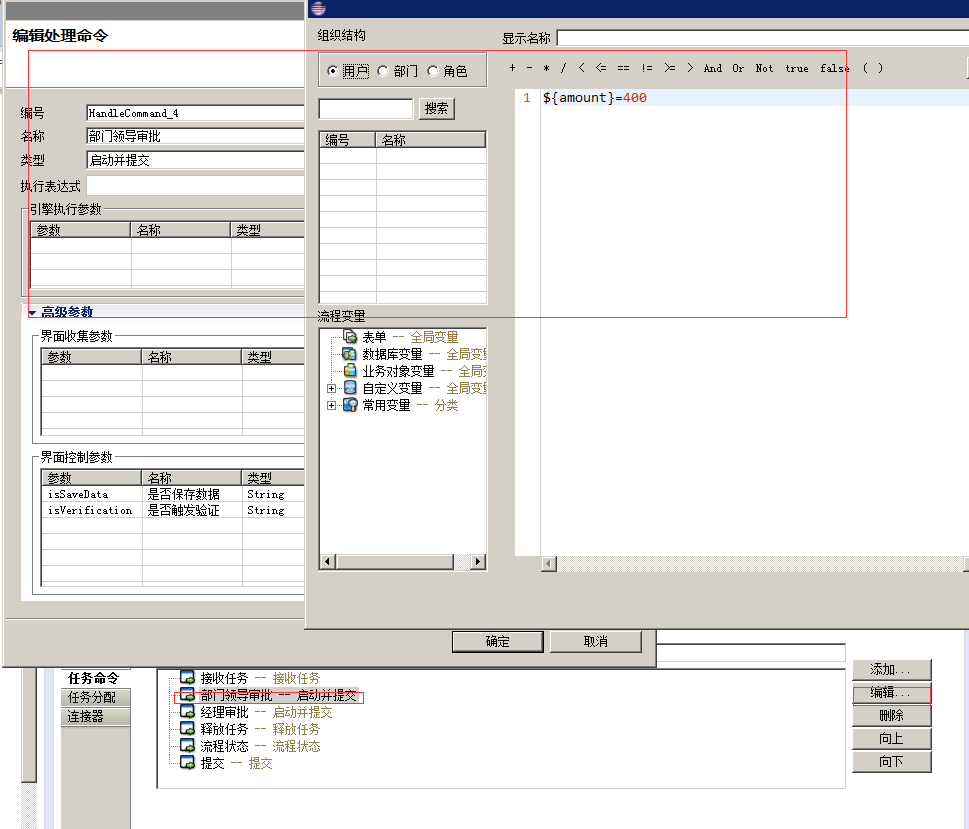 编辑处理命令
编号
HandleCommand_4
名称
部门领导审批
类型
启动并提交
执行表达式
引擎执行参数
参数 名称 类型
高级参数
界面收集参数
参数 名称 类型
界面控制参数
参数 名称 类型
isSaveData 是否保存数据 String
isVerification 是否触发验证 String
组织结构
用户 部门 角色
搜索
编号 名称
流程变量
表单 -- 全局变量
数据库变量 -- 全局变
业务对象变量 -- 全局
自定义变量 -- 全局变
常用变量 -- 分类
显示名称
+ - * / < <= == != >= > And Or Not true false ( )
1 ${amount}=400
确定 取消
任务命令
任务分配
连接器
接收任务 -- 接收任务
部门领导审批 -- 启动并提交
经理审批 -- 启动并提交
释放任务 -- 释放任务
流程状态 -- 流程状态
提交 -- 提交
添加...
编辑...
删除
向上
向下